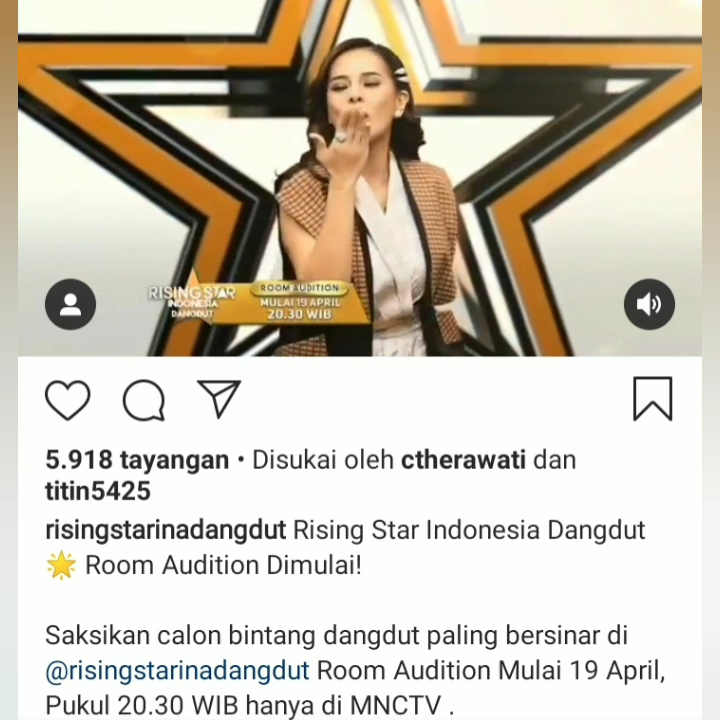 RISING STAR
INDONESIA
DANGDUT
ROOM AUDITION
MULAI 19 APRIL
20.30 WIB
5.918 tayangan • Disukai oleh ctherawati dan
titin5425
risingstarinadangdut Rising Star Indonesia Dangdut
🌟 Room Audition Dimulai!
Saksikan calon bintang dangdut paling bersinar di
@risingstarinadangdut Room Audition Mulai 19 April,
Pukul 20.30 WIB hanya di MNCTV .